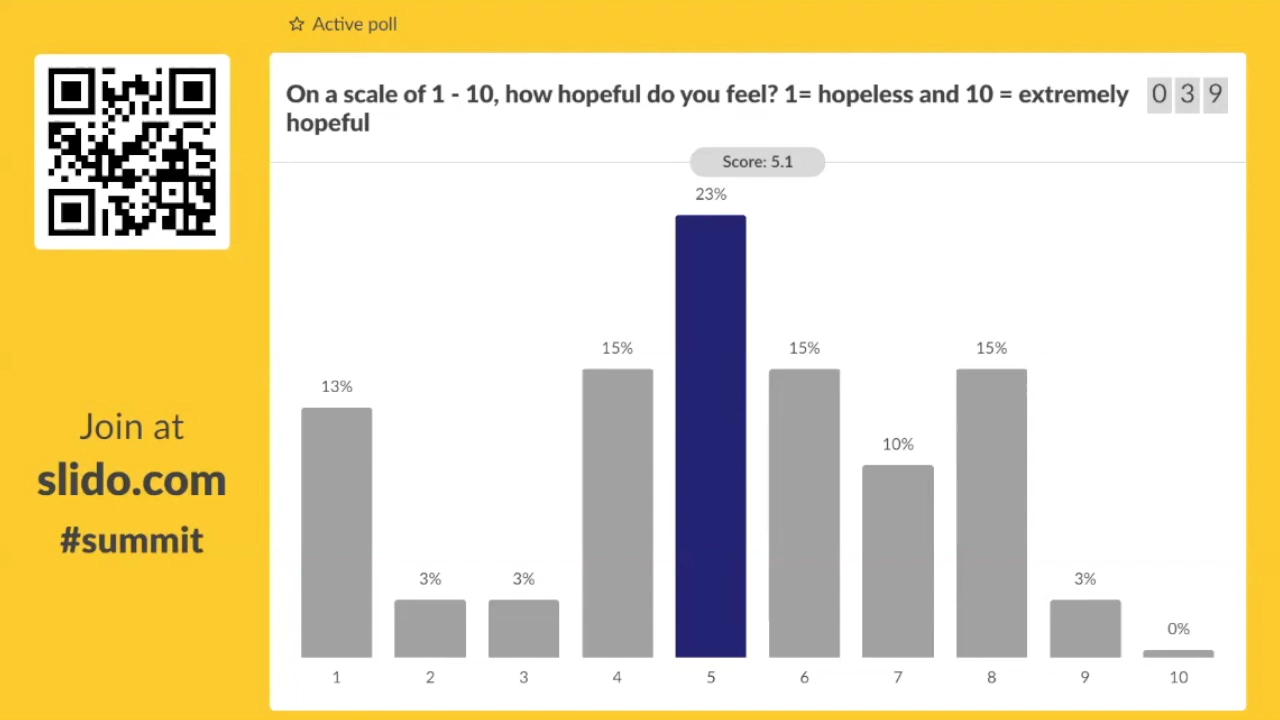 Active poll
On a scale of 1 - 10, how hopeful do you feel? 1= hopeless and 10 = extremely
hopeful
0 3 9
Score: 5.1
23%
15%
15%
15%
13%
10%
3%
3%
3%
0%
1 2 3 4 5 6 7 8 9 10
Join at
slido.com
#summit